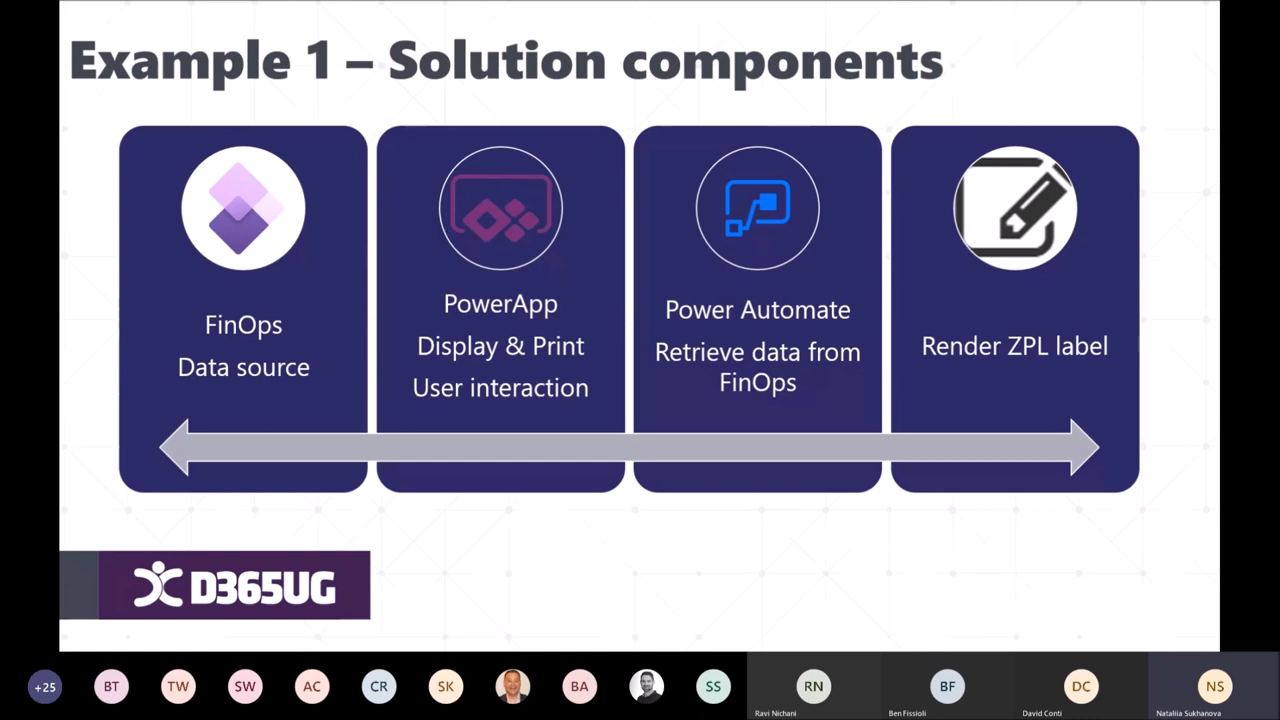 Example 1 – Solution components
FinOps
Data source
PowerApp
Display & Print
User interaction
Power Automate
Retrieve data from
FinOps
Render ZPL label
D365UG
+25
BT
TW
SW
AC
CR
SK
BA
SS
RN
BF
DC
NS
Ravi Nichani
Ben Fissioli
David Conti
Nataliia Sukhanova